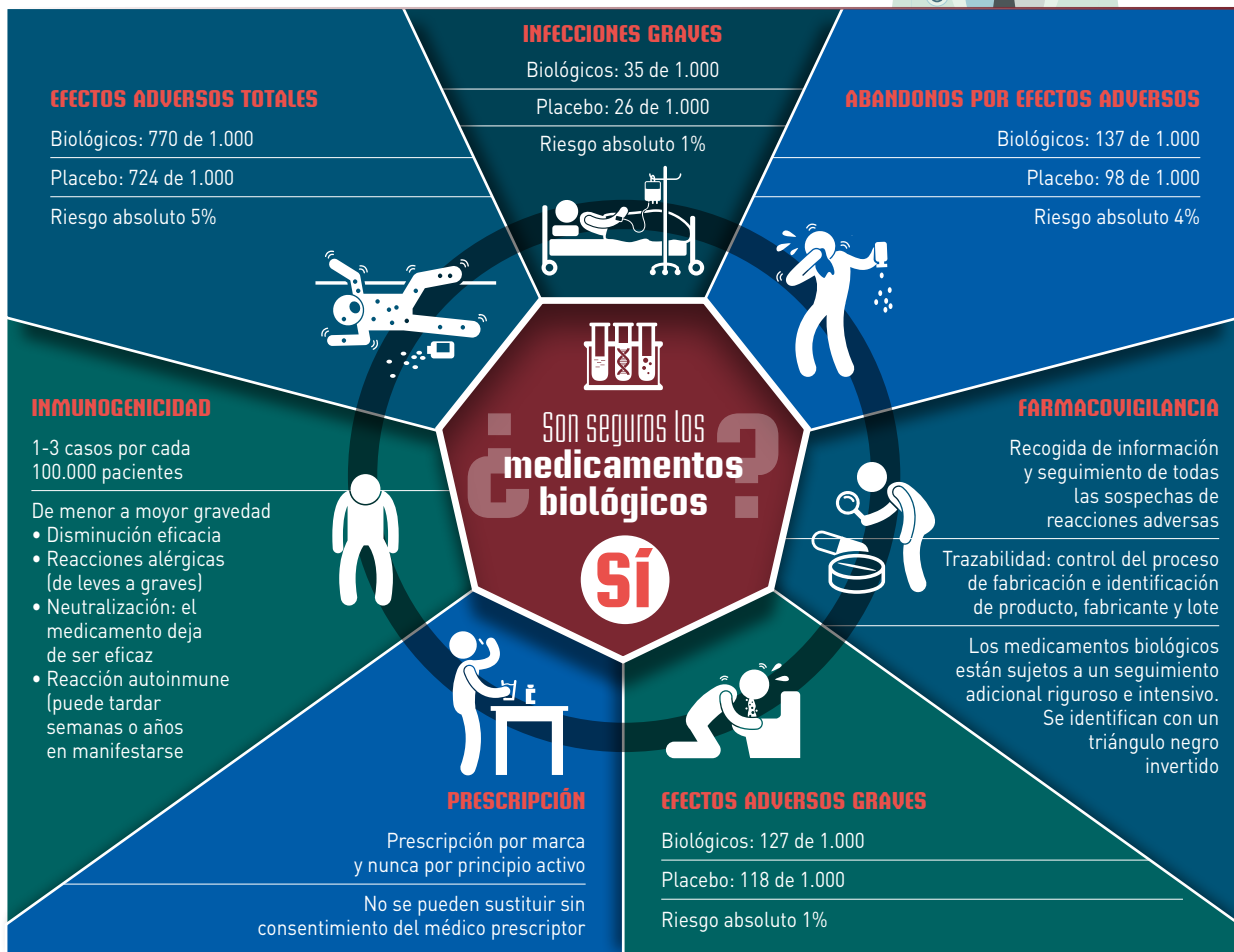 INFECCIONES GRAVES
Biológicos: 35 de 1.000
Placebo: 26 de 1.000
Riesgo absoluto 1%
EFECTOS ADVERSOS TOTALES
Biológicos: 770 de 1.000
Placebo: 724 de 1.000
Riesgo absoluto 5%
ABANDONOS POR EFECTOS ADVERSOS
Biológicos: 137 de 1.000
Placebo: 98 de 1.000
Riesgo absoluto 4%
¿Son seguros los
medicamentos
biológicos?
SÍ
INMUNOGENICIDAD
1-3 casos por cada
100.000 pacientes
De menor a moyor gravedad
• Disminución eficacia
• Reacciones alérgicas
(de leves a graves)
• Neutralización: el
medicamento deja
de ser eficaz
• Reacción autoinmune
(puede tardar
semanas o años
en manifestarse
FARMACOVIGILANCIA
Recogida de información
y seguimiento de todas
las sospechas de
reacciones adversas
Trazabilidad: control del proceso
de fabricación e identificación
de producto, fabricante y lote
Los medicamentos biológicos
están sujetos a un seguimiento
adicional riguroso e intensivo.
Se identifican con un
triángulo negro
invertido
PRESCRIPCIÓN
Prescripción por marca
y nunca por principio activo
No se pueden sustituir sin
consentimiento del médico prescriptor
EFECTOS ADVERSOS GRAVES
Biológicos: 127 de 1.000
Placebo: 118 de 1.000
Riesgo absoluto 1%